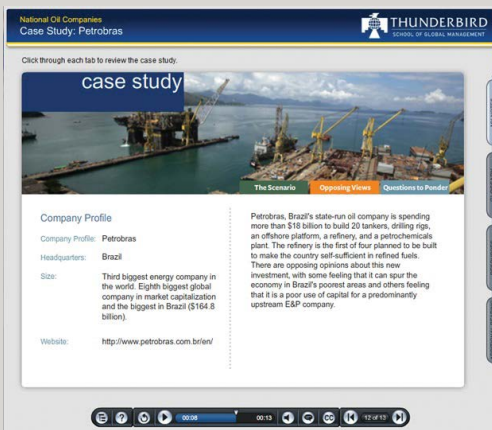 National Oil Companies
Case Study: Petrobras
THUNDERBIRD
SCHOOL OF GLOBAL MANAGEMENT
Click through each tab to review the case study.
case study
The Scenario
Opposing Views
Questions to Ponder
Company Profile
Company Profile: Petrobras
Headquarters: Brazil
Size: Third biggest energy company in
the world. Eighth biggest global
company in market capitalization
and the biggest in Brazil ($164.8
billion).
Website: http://www.petrobras.com.br/en/
Petrobras, Brazil's state-run oil company is spending
more than $18 billion to build 20 tankers, drilling rigs,
an offshore platform, a refinery, and a petrochemicals
plant. The refinery is the first of four planned to be built
to make the country self-sufficient in refined fuels.
There are opposing opinions about this new
investment, with some feeling that it can spur the
economy in Brazil's poorest areas and others feeling
that it is a poor use of capital for a predominantly
upstream E&P company.
00:08
00:13
CC
12 of 13